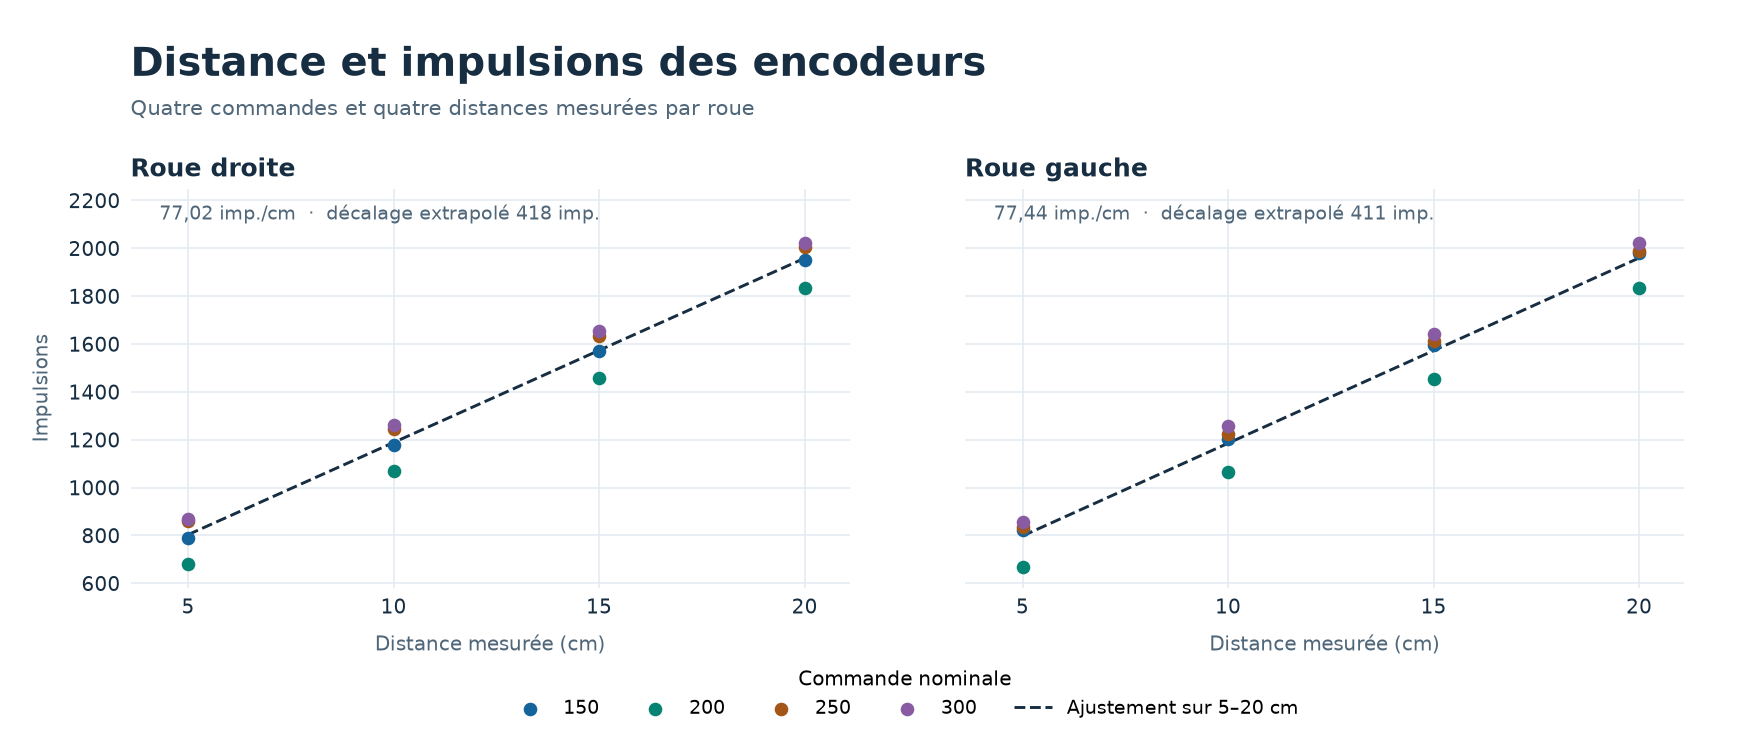 Distance et impulsions des encodeurs
Quatre commandes et quatre distances mesurées par roue
Roue droite
77,02 imp./cm · décalage extrapolé 418 imp.
Impulsions
2200
2000
1800
1600
1400
1200
1000
800
600
5 10 15 20
Distance mesurée (cm)
Roue gauche
77,44 imp./cm · décalage extrapolé 411 imp.
5 10 15 20
Distance mesurée (cm)
Commande nominale
150 200 250 300 Ajustement sur 5–20 cm